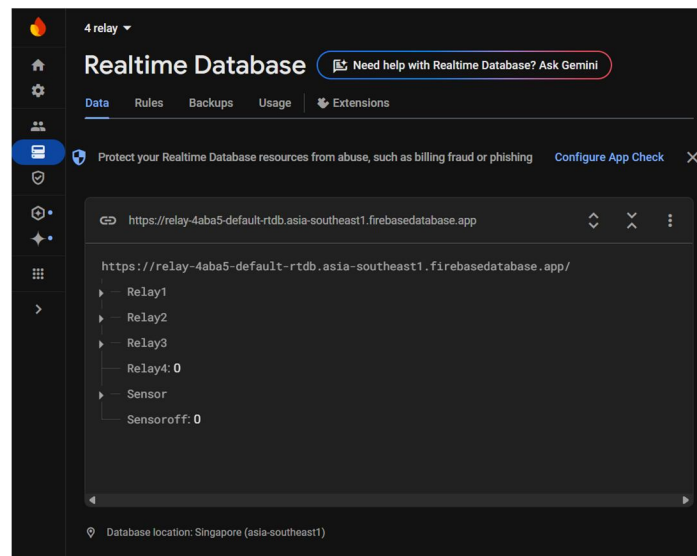 4 relay
Realtime Database
Need help with Realtime Database? Ask Gemini
Data Rules Backups Usage Extensions
Protect your Realtime Database resources from abuse, such as billing fraud or phishing Configure App Check
https://relay-4aba5-default-rtdb.asia-southeast1.firebasedatabase.app
https://relay-4aba5-default-rtdb.asia-southeast1.firebasedatabase.app/
Relay1
Relay2
Relay3
Relay4: 0
Sensor
Sensoroff: 0
Database location: Singapore (asia-southeast1)